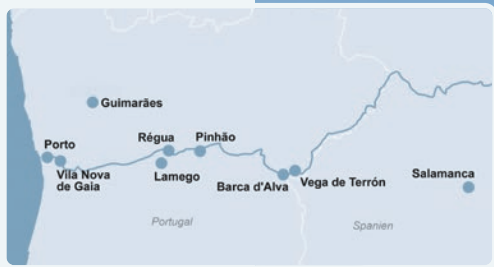 Guimarães
Porto
Vila Nova
de Gaia
Régua
Pinhão
Lamego
Barca d'Alva
Vega de Terrón
Salamanca
Portugal
Spanien